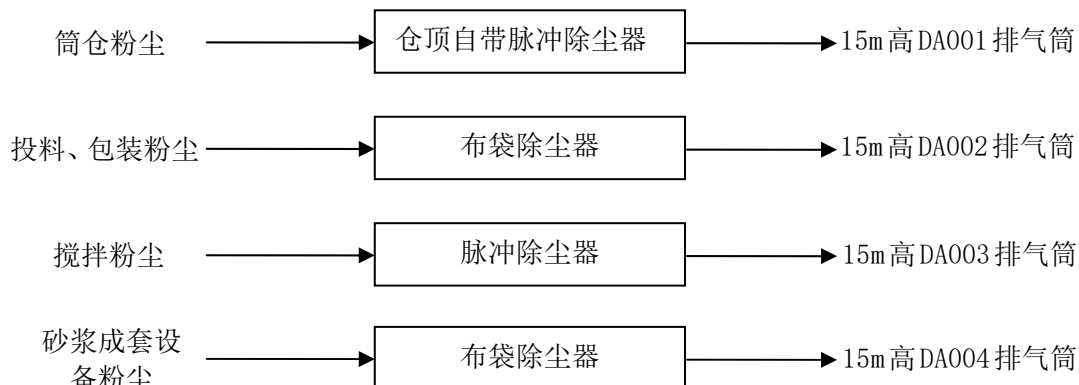 筒仓粉尘 仓顶自带脉冲除尘器 15m高DA001排气筒
投料、包装粉尘 布袋除尘器 15m高DA002排气筒
搅拌粉尘 脉冲除尘器 15m高DA003排气筒
砂浆成套设
备粉尘 布袋除尘器 15m高DA004排气筒